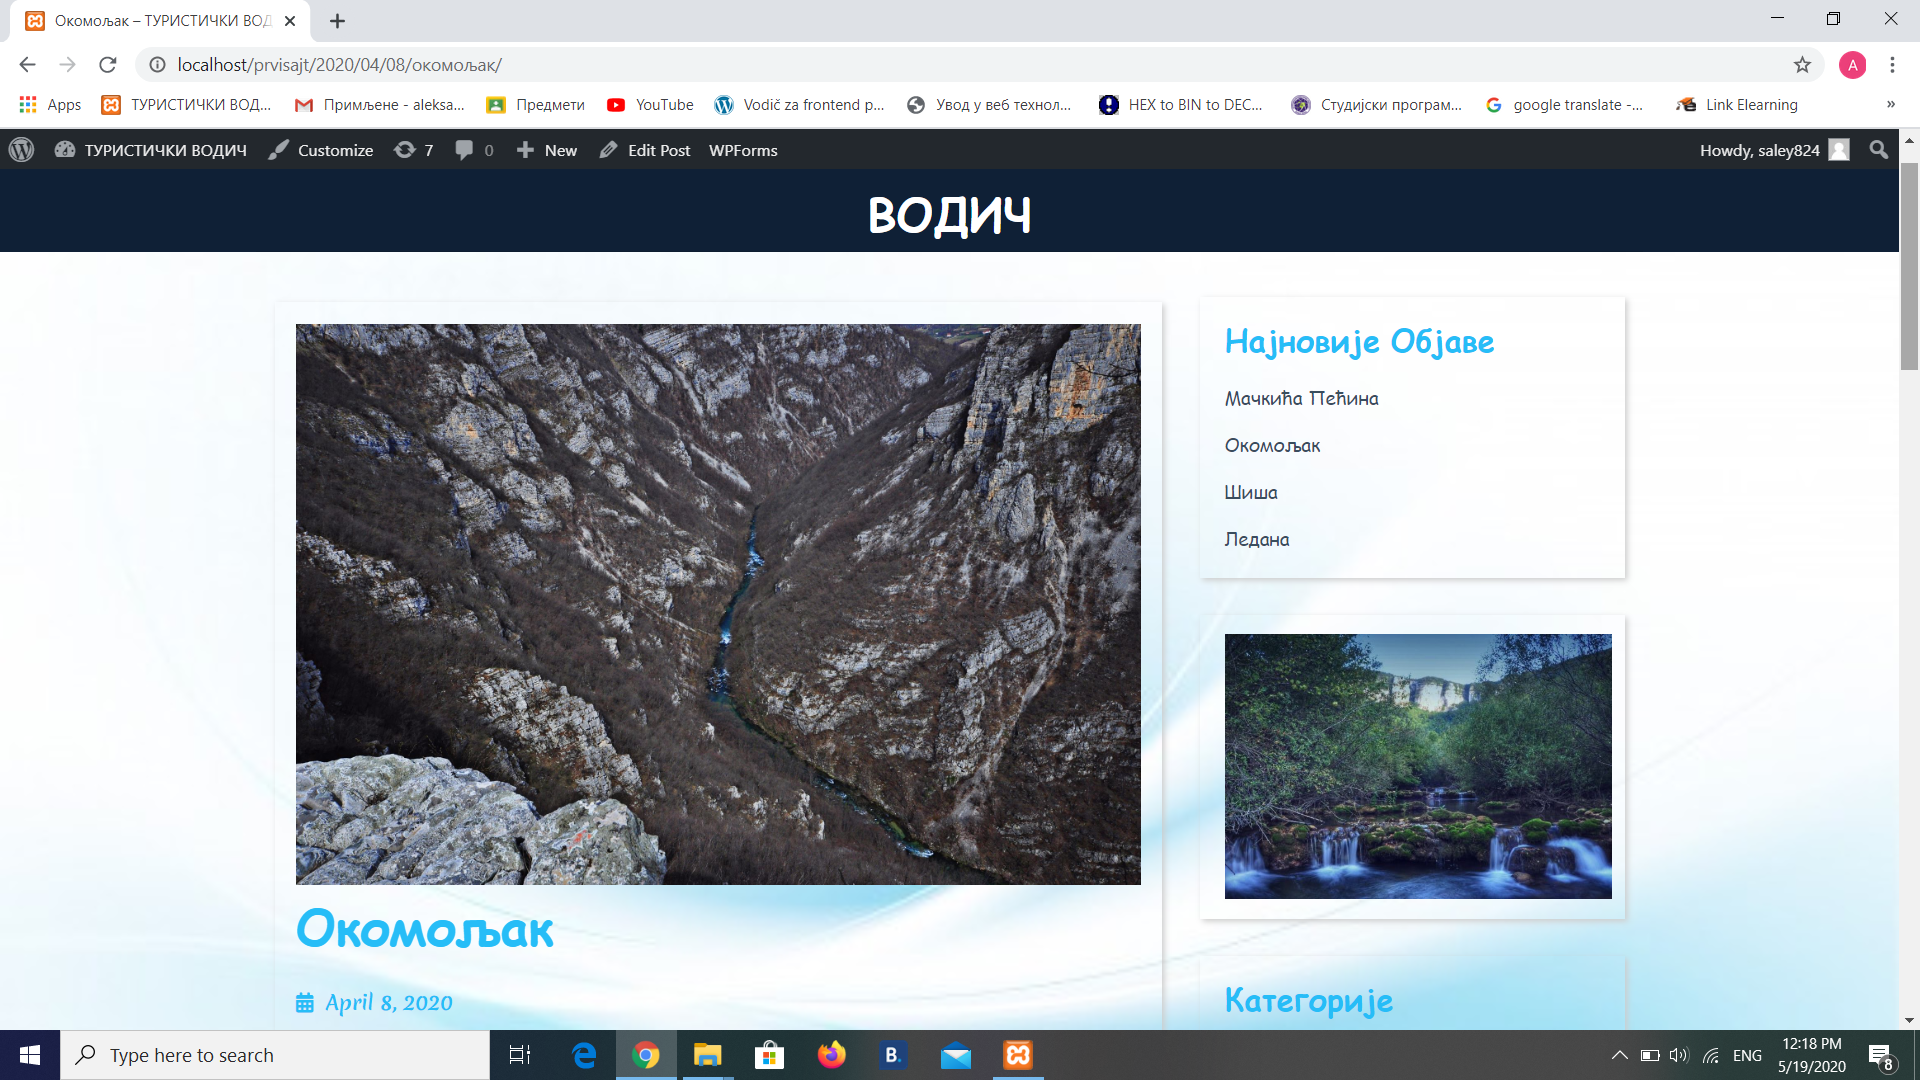 Окомољак – ТУРИСТИЧКИ ВОД
localhost/prvisajt/2020/04/08/окомољак/
A
Apps
ТУРИСТИЧКИ ВОД...
Примљене - aleksa...
Предмети
YouTube
Vodič za frontend p...
Увод у веб технол...
HEX to BIN to DEC...
Студијски програм...
google translate -...
Link Elearning
»
ТУРИСТИЧКИ ВОДИЧ
Customize
7
0
New
Edit Post
WPForms
Howdy, saley824
ВОДИЧ
Најновије Објаве
Мачкића Пећина
Окомољак
Шиша
Ледана
Окомољак
April 8, 2020
Категорије
Type here to search
B.
ENG
12:18 PM
5/19/2020
8